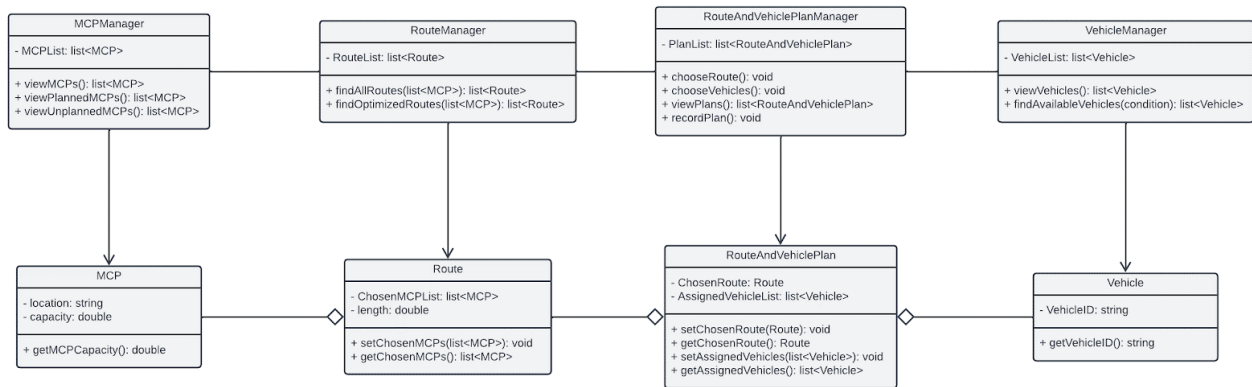 MCPManager
- MCPList: list<MCP>
+ viewMCPs(): list<MCP>
+ viewPlannedMCPs(): list<MCP>
+ viewUnplannedMCP(): list<MCP>
RouteManager
- RouteList: list<Route>
+ findAllRoutes(list<MCP>): list<Route>
+ findOptimizedRoutes(list<MCP>): list<Route>
RouteAndVehiclePlanManager
- PlanList: list<RouteAndVehiclePlan>
+ chooseRoute(): void
+ chooseVehicles(): void
+ viewPlans(): list<RouteAndVehiclePlan>
+ recordPlan(): void
VehicleManager
- VehicleList: list<Vehicle>
+ viewVehicles(): list<Vehicle>
+ findAvailableVehicles(condition): list<Vehicle>
MCP
- location: string
- capacity: double
+ getMCPCapacity(): double
Route
- ChosenMCPList: list<MCP>
- length: double
+ setChosenMCPs(list<MCP>): void
+ getChosenMCPs(): list<MCP>
RouteAndVehiclePlan
- ChosenRoute: Route
- AssignedVehicleList: list<Vehicle>
+ setChosenRoute(Route): void
+ getChosenRoute(): Route
+ setAssignedVehicles(list<Vehicle>): void
+ getAssignedVehicles(): list<Vehicle>
Vehicle
- VehicleID: string
+ getVehicleID(): string